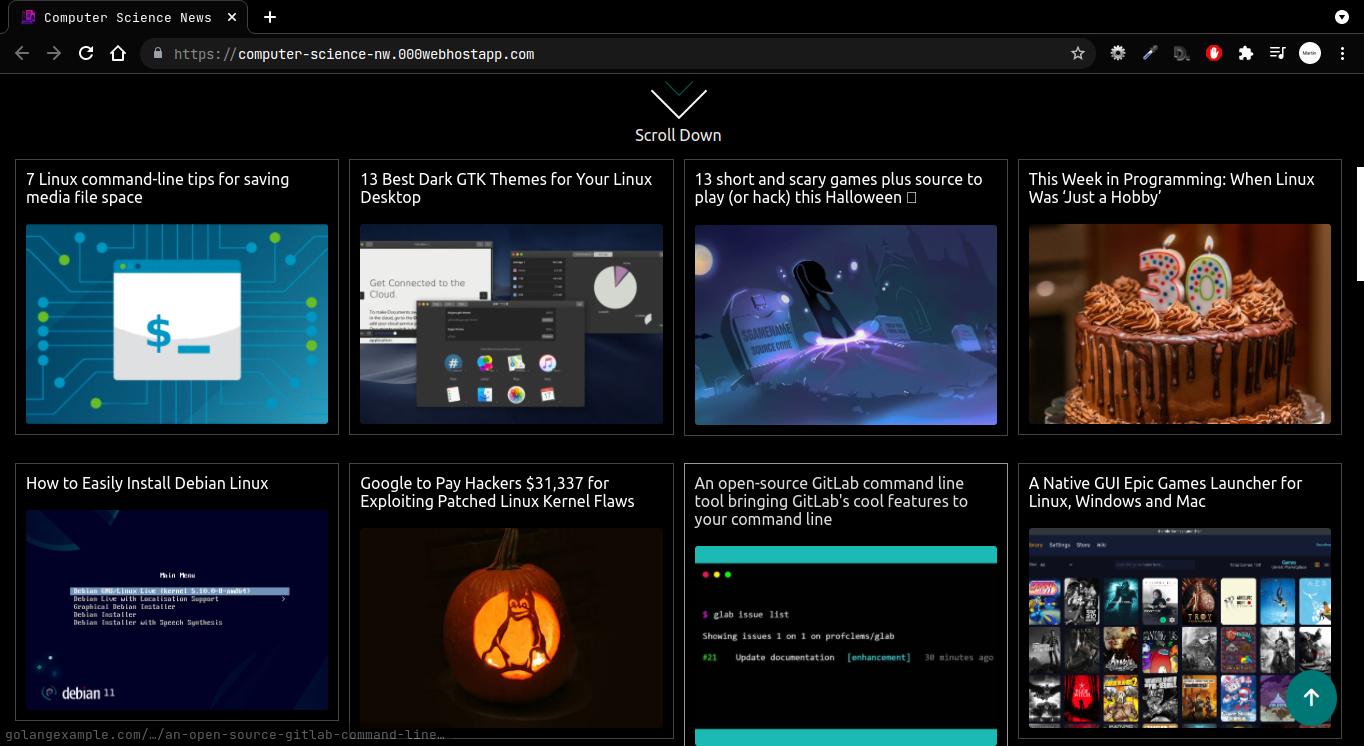 Computer Science News
https://computer-science-nw.000webhostapp.com
Martin
Scroll Down
7 Linux command-line tips for saving
media file space
13 Best Dark GTK Themes for Your Linux
Desktop
13 short and scary games plus source to
play (or hack) this Halloween
This Week in Programming: When Linux
Was ‘Just a Hobby’
$_
Get Connected to the
Cloud.
$GAMENAME
SOURCE CODE
30
How to Easily Install Debian Linux
Google to Pay Hackers $31,337 for
Exploiting Patched Linux Kernel Flaws
An open-source GitLab command line
tool bringing GitLab's cool features to
your command line
A Native GUI Epic Games Launcher for
Linux, Windows and Mac
Main Menu
Debian GNU/Linux Live (kernel 5.10.0-8-amd64)
Debian Live with Localisation Support >
Graphical Debian Installer
Debian Installer
Debian Installer with Speech Synthesis
debian 11
$ glab issue list
Showing issues 1 on 1 on profclems/glab
#21 Update documentation [enhancement] 30 minutes ago
Settings Store Wiki
TROY
golangexample.com/…/an-open-source-gitlab-command-line…